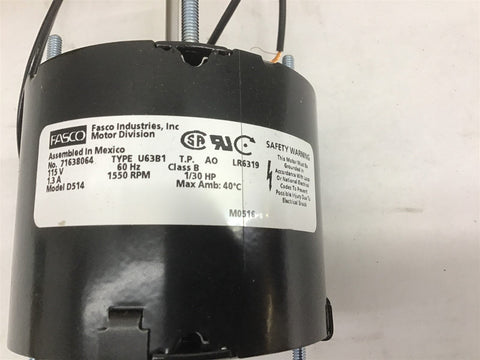 FASCO
Fasco Industries, Inc
Motor Division
Assembled in Mexico
No. 71638064 TYPE U63B1 T.P. AO LR6319
115 V 60 Hz Class B
1.3 A 1550 RPM 1/30 HP
Model D514 Max Amb: 40°C
M0516
SAFETY WARNING
This Motor Must Be
Grounded in
Accordance With Local
Or National Electrical
Codes To Prevent
Possible Injury Due To
Electrical Shock